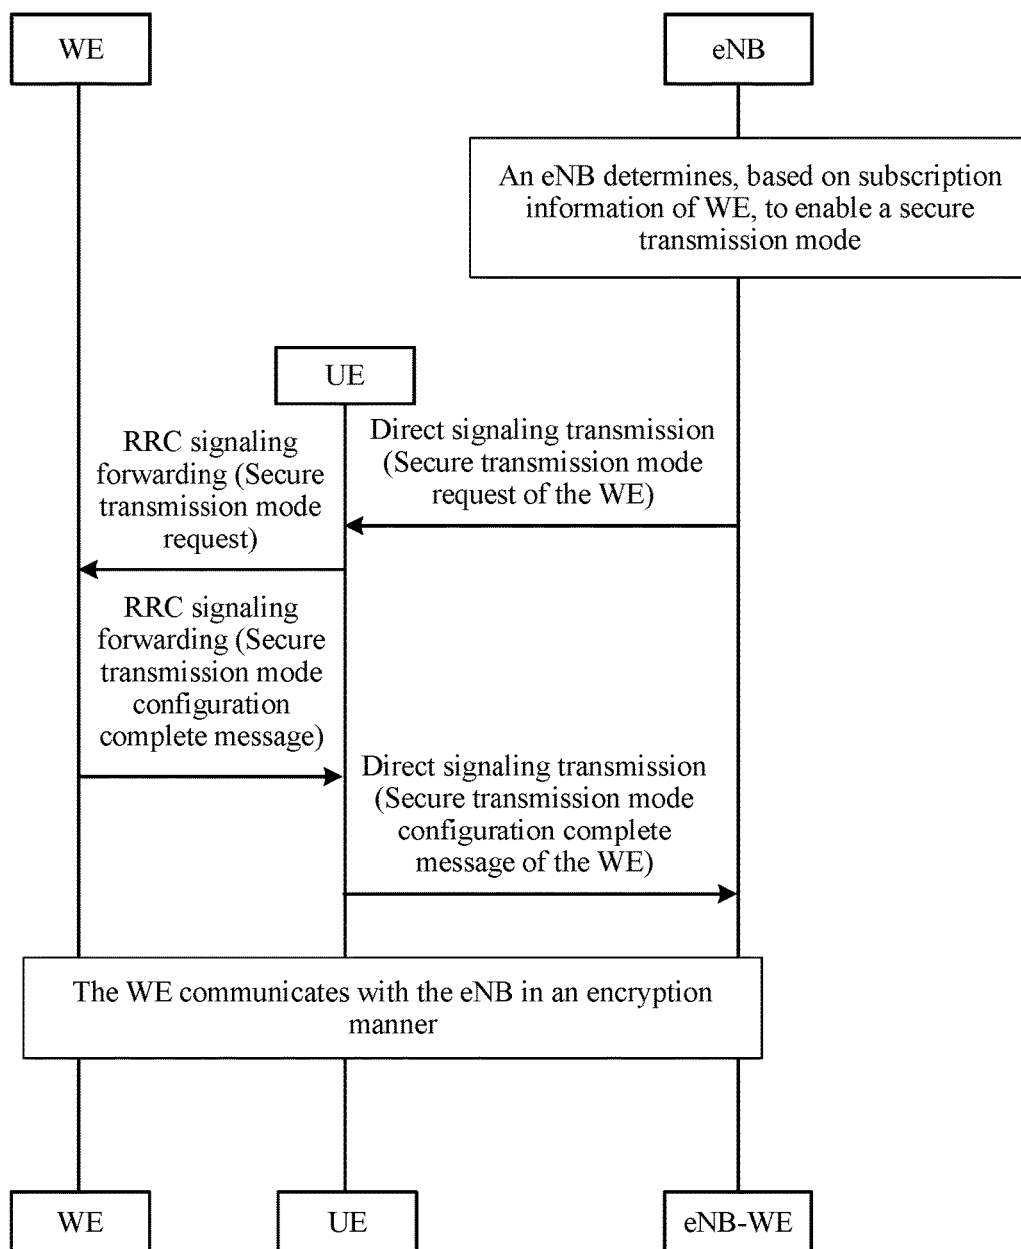 WE
eNB
An eNB determines, based on subscription
information of WE, to enable a secure
transmission mode
UE
Direct signaling transmission
(Secure transmission mode
request of the WE)
RRC signaling
forwarding (Secure
transmission mode
request)
RRC signaling
forwarding (Secure
transmission mode
configuration
complete message)
Direct signaling transmission
(Secure transmission mode
configuration complete
message of the WE)
The WE communicates with the eNB in an encryption
manner
WE
UE
eNB-WE